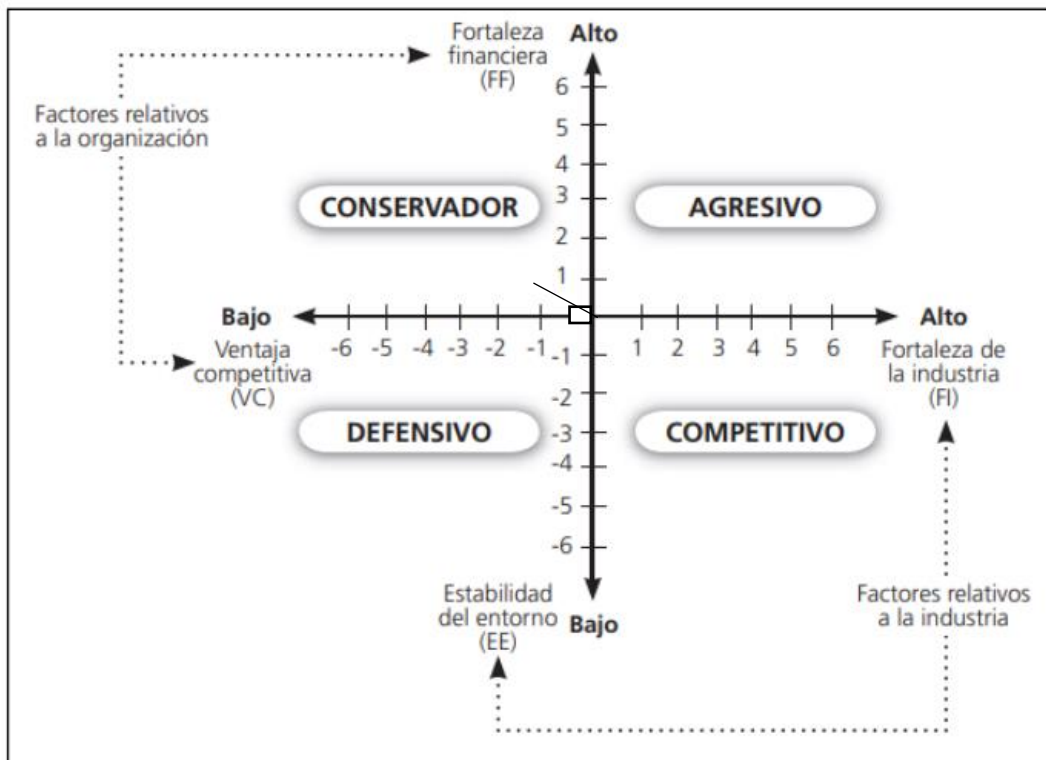 Fortaleza
financiera
(FF)
Alto
Factores relativos
a la organización
6
5
4
3
2
1
CONSERVADOR
AGRESIVO
Bajo
Alto
-6 -5 -4 -3 -2 -1
1 2 3 4 5 6
Ventaja
competitiva
(VC)
Fortaleza de
la industria
(FI)
-1
-2
-3
-4
-5
-6
DEFENSIVO
COMPETITIVO
Estabilidad
del entorno
(EE)
Bajo
Factores relativos
a la industria